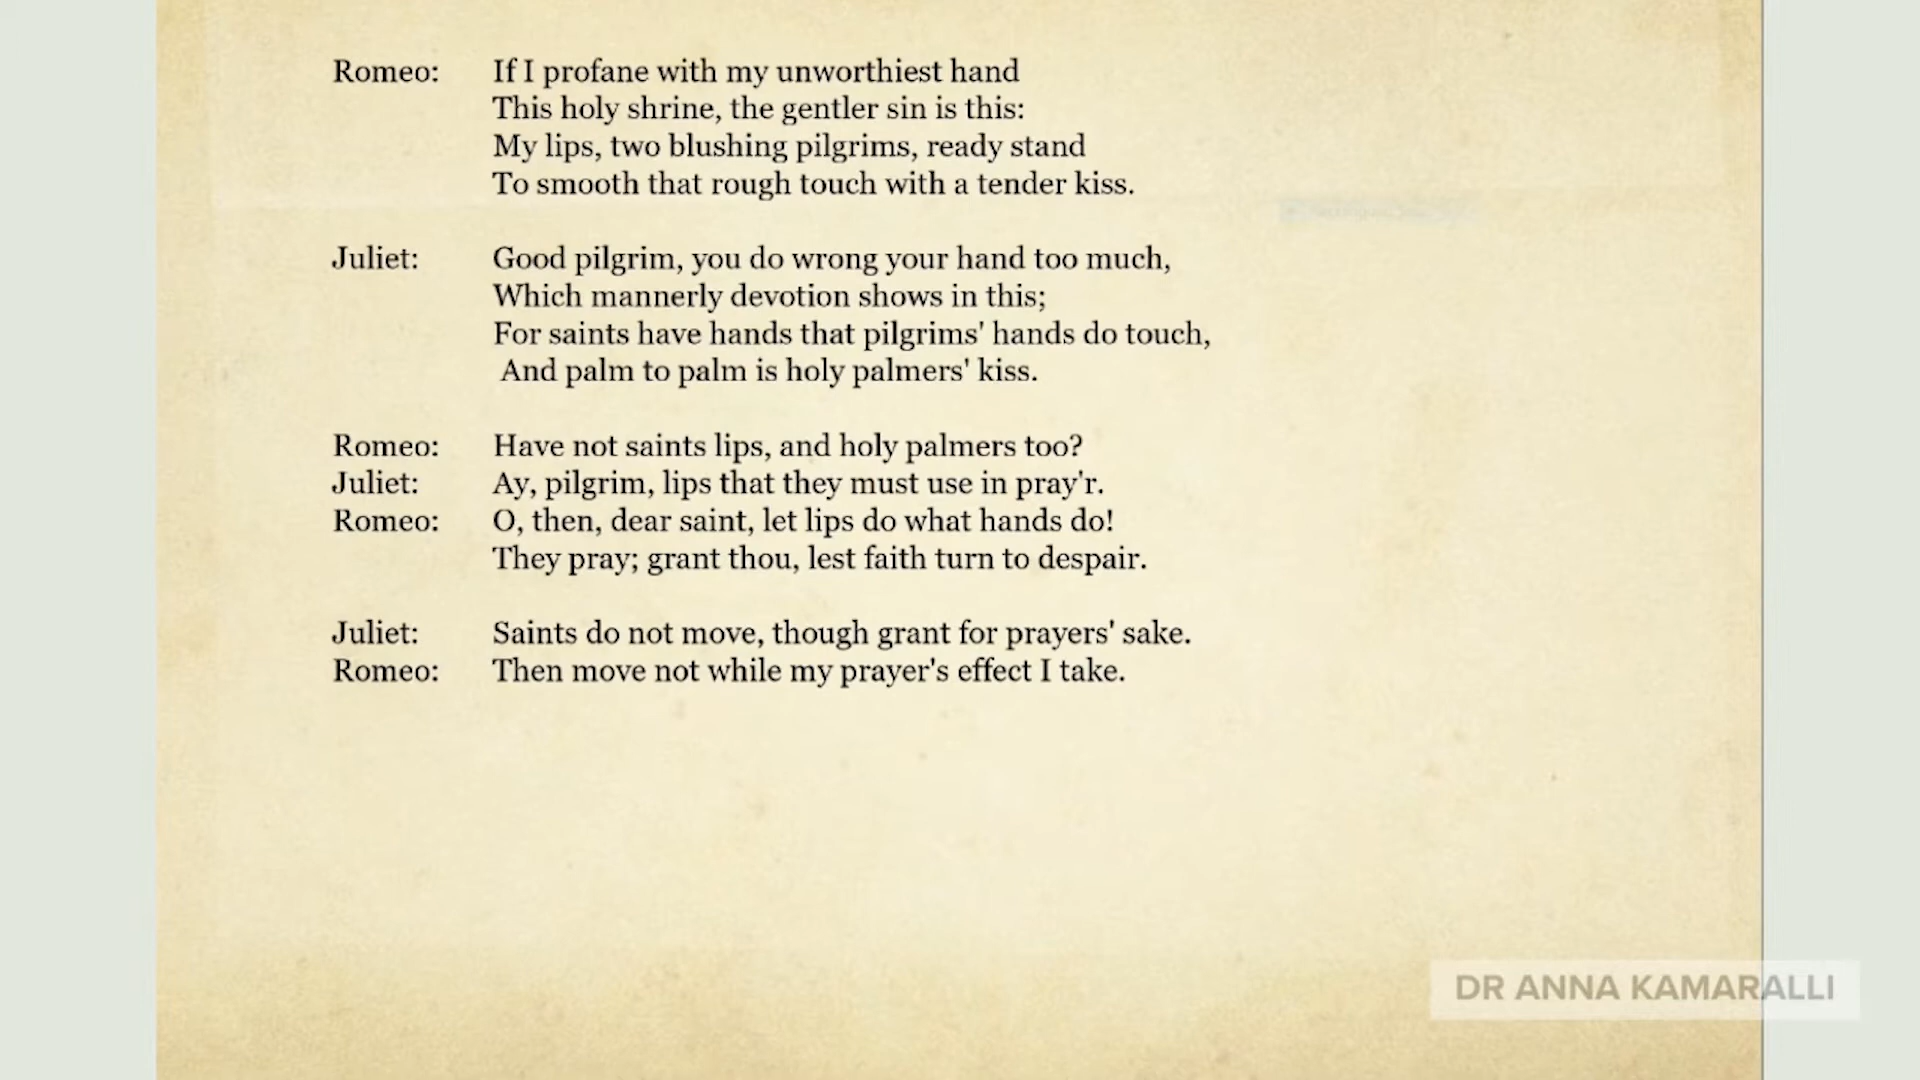 Romeo: If I profane with my unworthiest hand
This holy shrine, the gentler sin is this:
My lips, two blushing pilgrims, ready stand
To smooth that rough touch with a tender kiss.
Juliet: Good pilgrim, you do wrong your hand too much,
Which mannerly devotion shows in this;
For saints have hands that pilgrims' hands do touch,
And palm to palm is holy palmers' kiss.
Romeo: Have not saints lips, and holy palmers too?
Juliet: Ay, pilgrim, lips that they must use in pray'r.
Romeo: O, then, dear saint, let lips do what hands do!
They pray; grant thou, lest faith turn to despair.
Juliet: Saints do not move, though grant for prayers' sake.
Romeo: Then move not while my prayer's effect I take.
DR ANNA KAMARALLI